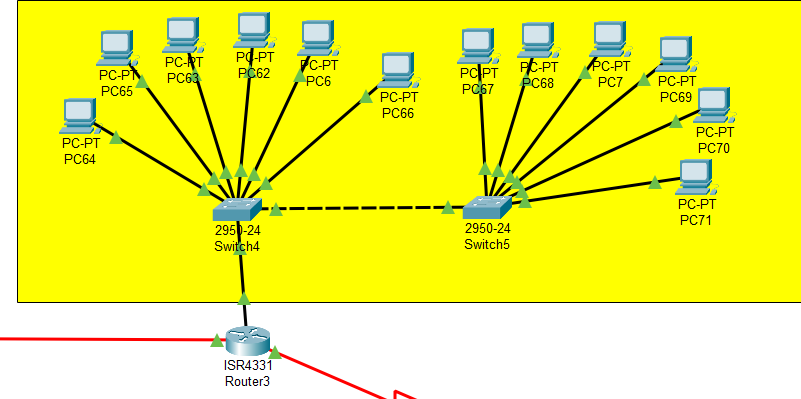 PC-PT
PC65
PC-PT
PC63
PC-PT
PC62
PC-PT
PC6
PC-PT
PC66
PC-PT
PC64
PC-PT
PC67
PC-PT
PC68
PC-PT
PC7
PC-PT
PC69
PC-PT
PC70
PC-PT
PC71
2950-24
Switch4
2950-24
Switch5
ISR4331
Router3